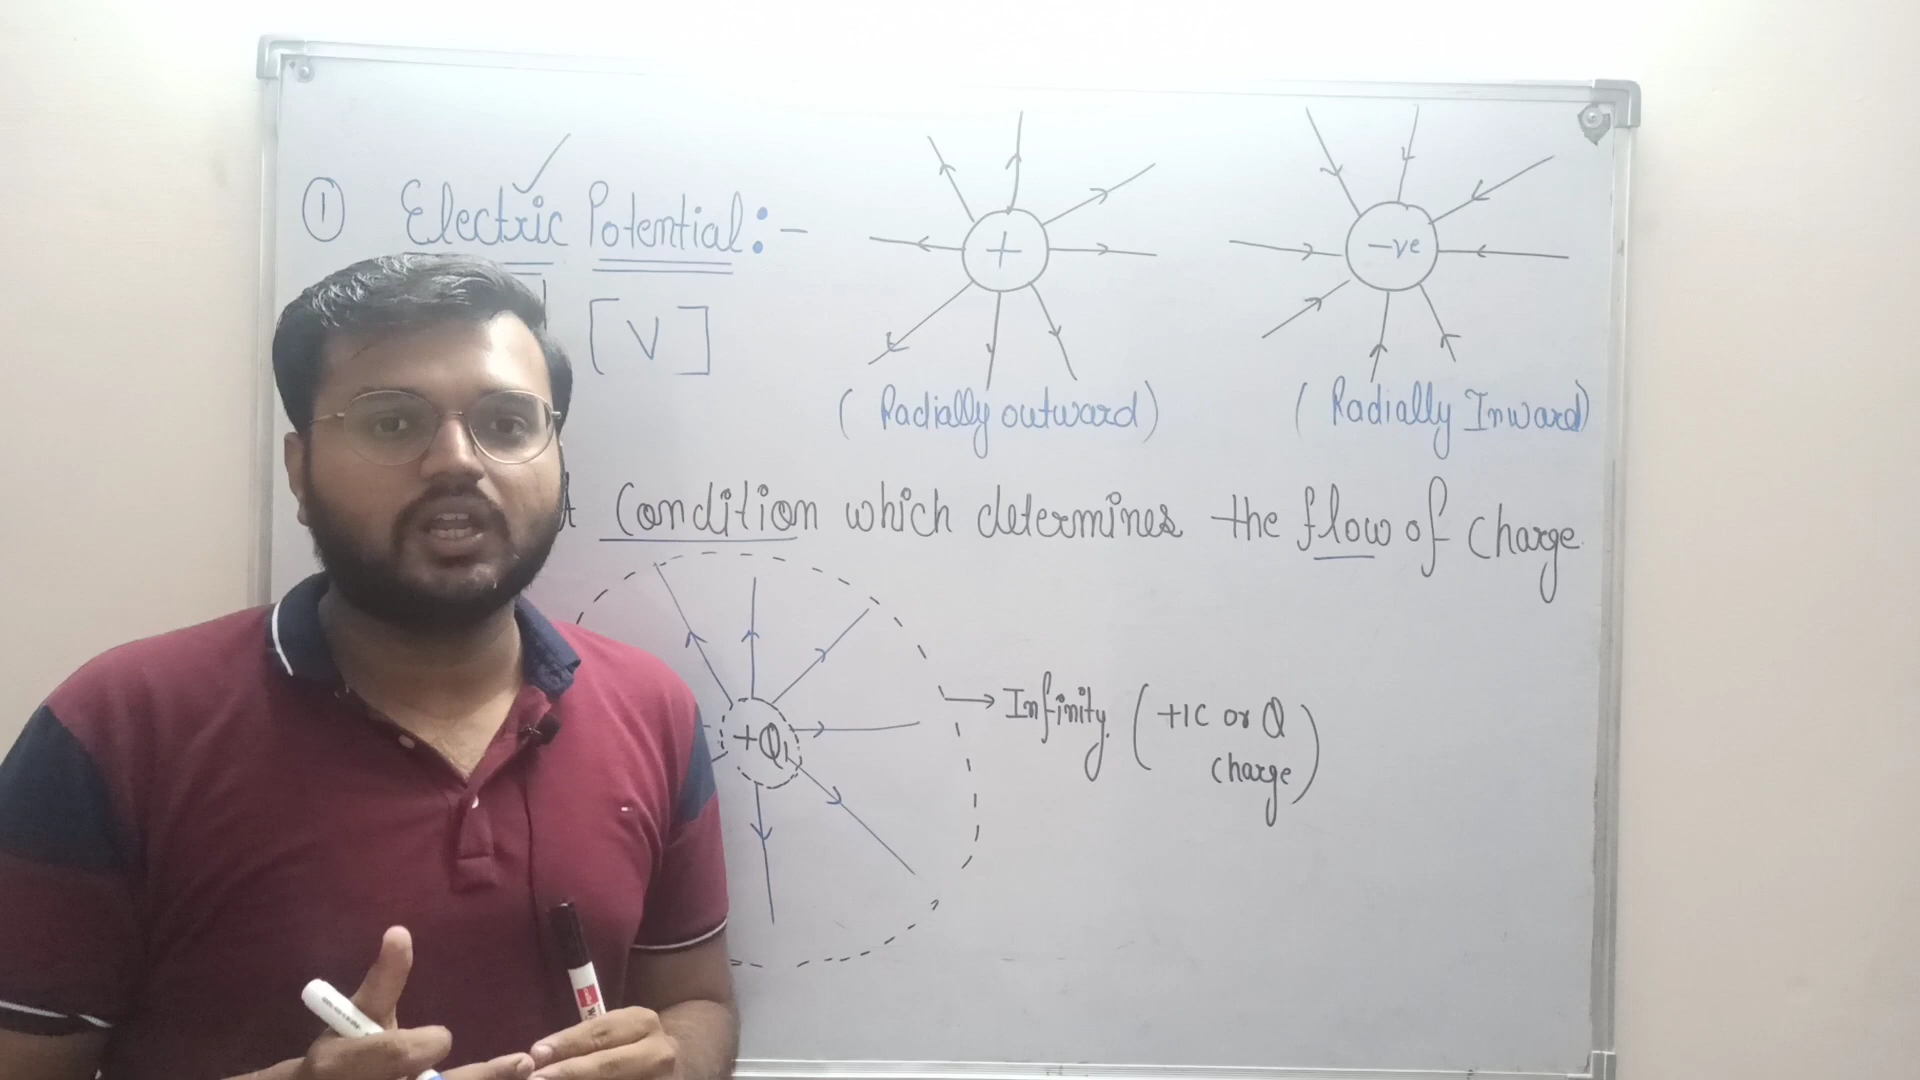 ① Electric Potential:-
[V]
+
-ve
(Radially outward)
(Radially Inward)
A Condition which determines the flow of charge.
+Q₁
→ Infinity. (+1C or Q
charge)